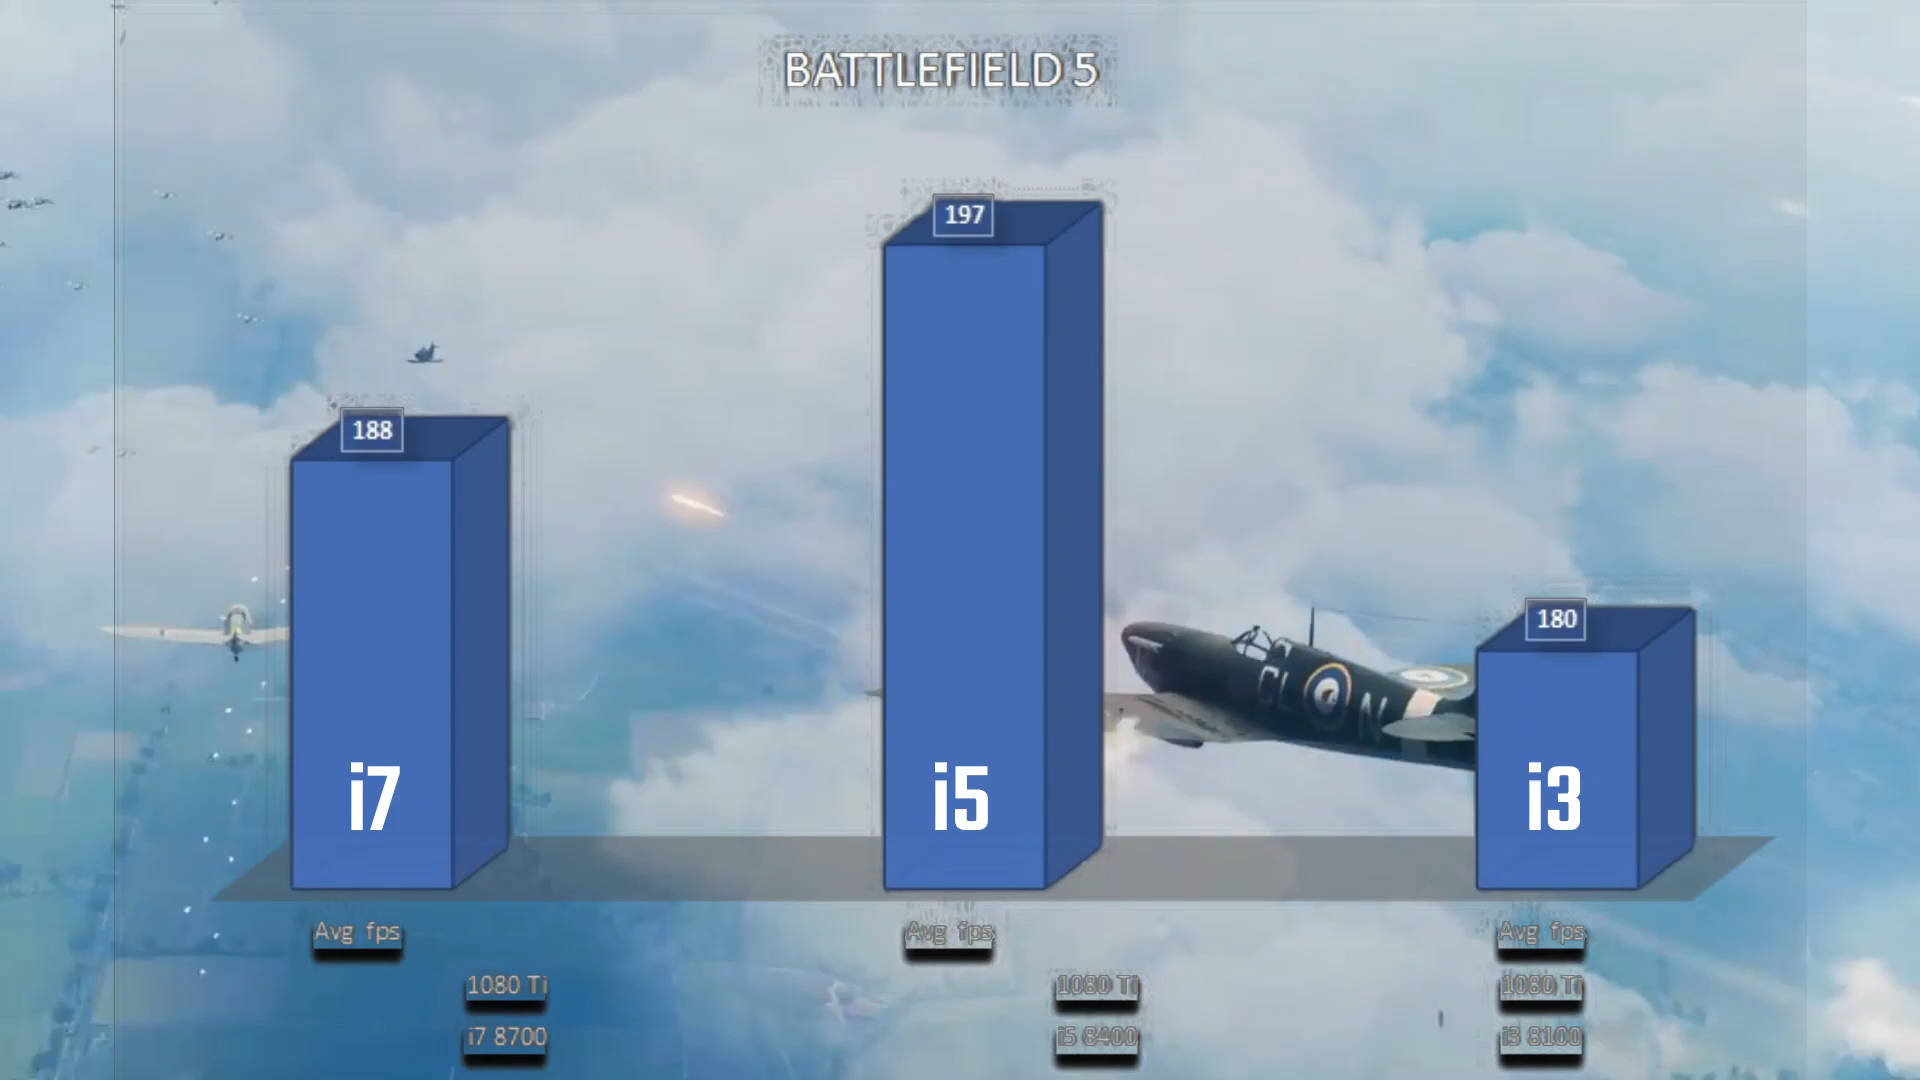 BATTLEFIELD 5
197
188
180
CL N
i7
i5
i3
Avg fps
Avg fps
Avg fps
1080 Ti
1080 Ti
1080 Ti
i7 8700
i5 8400
i3 8100